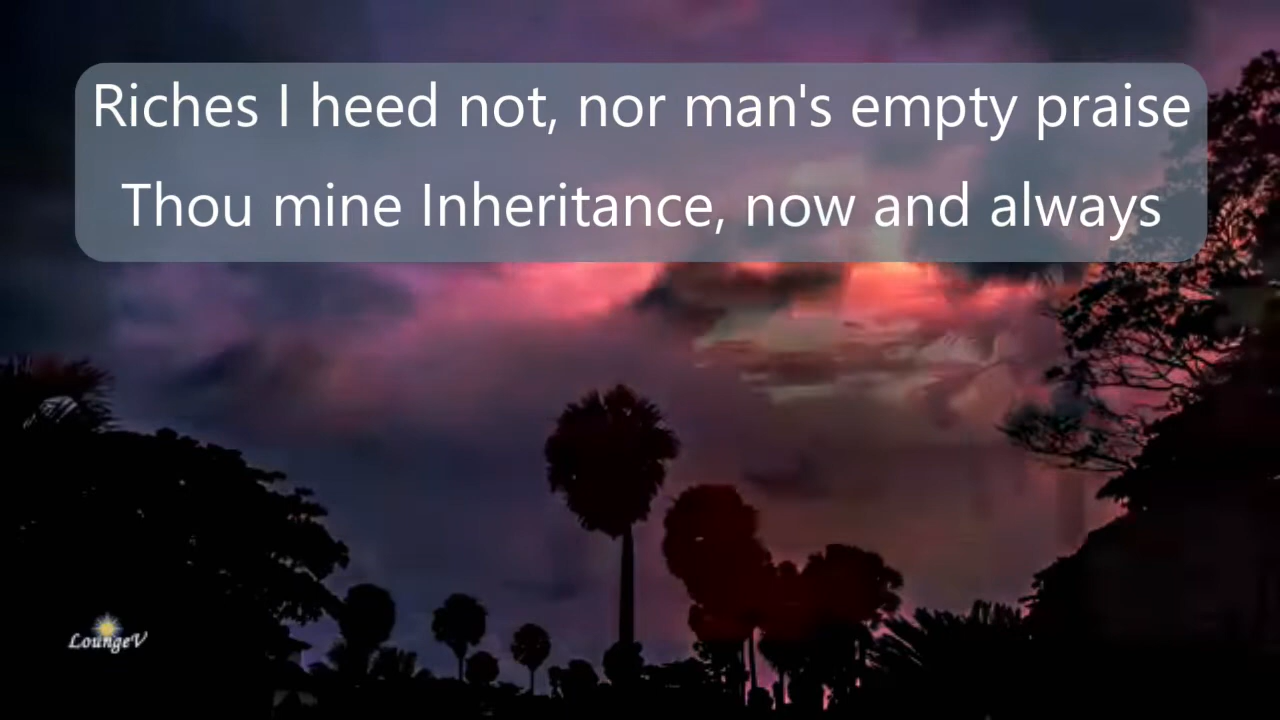 Riches I heed not, nor man's empty praise
Thou mine Inheritance, now and always
LoungeV